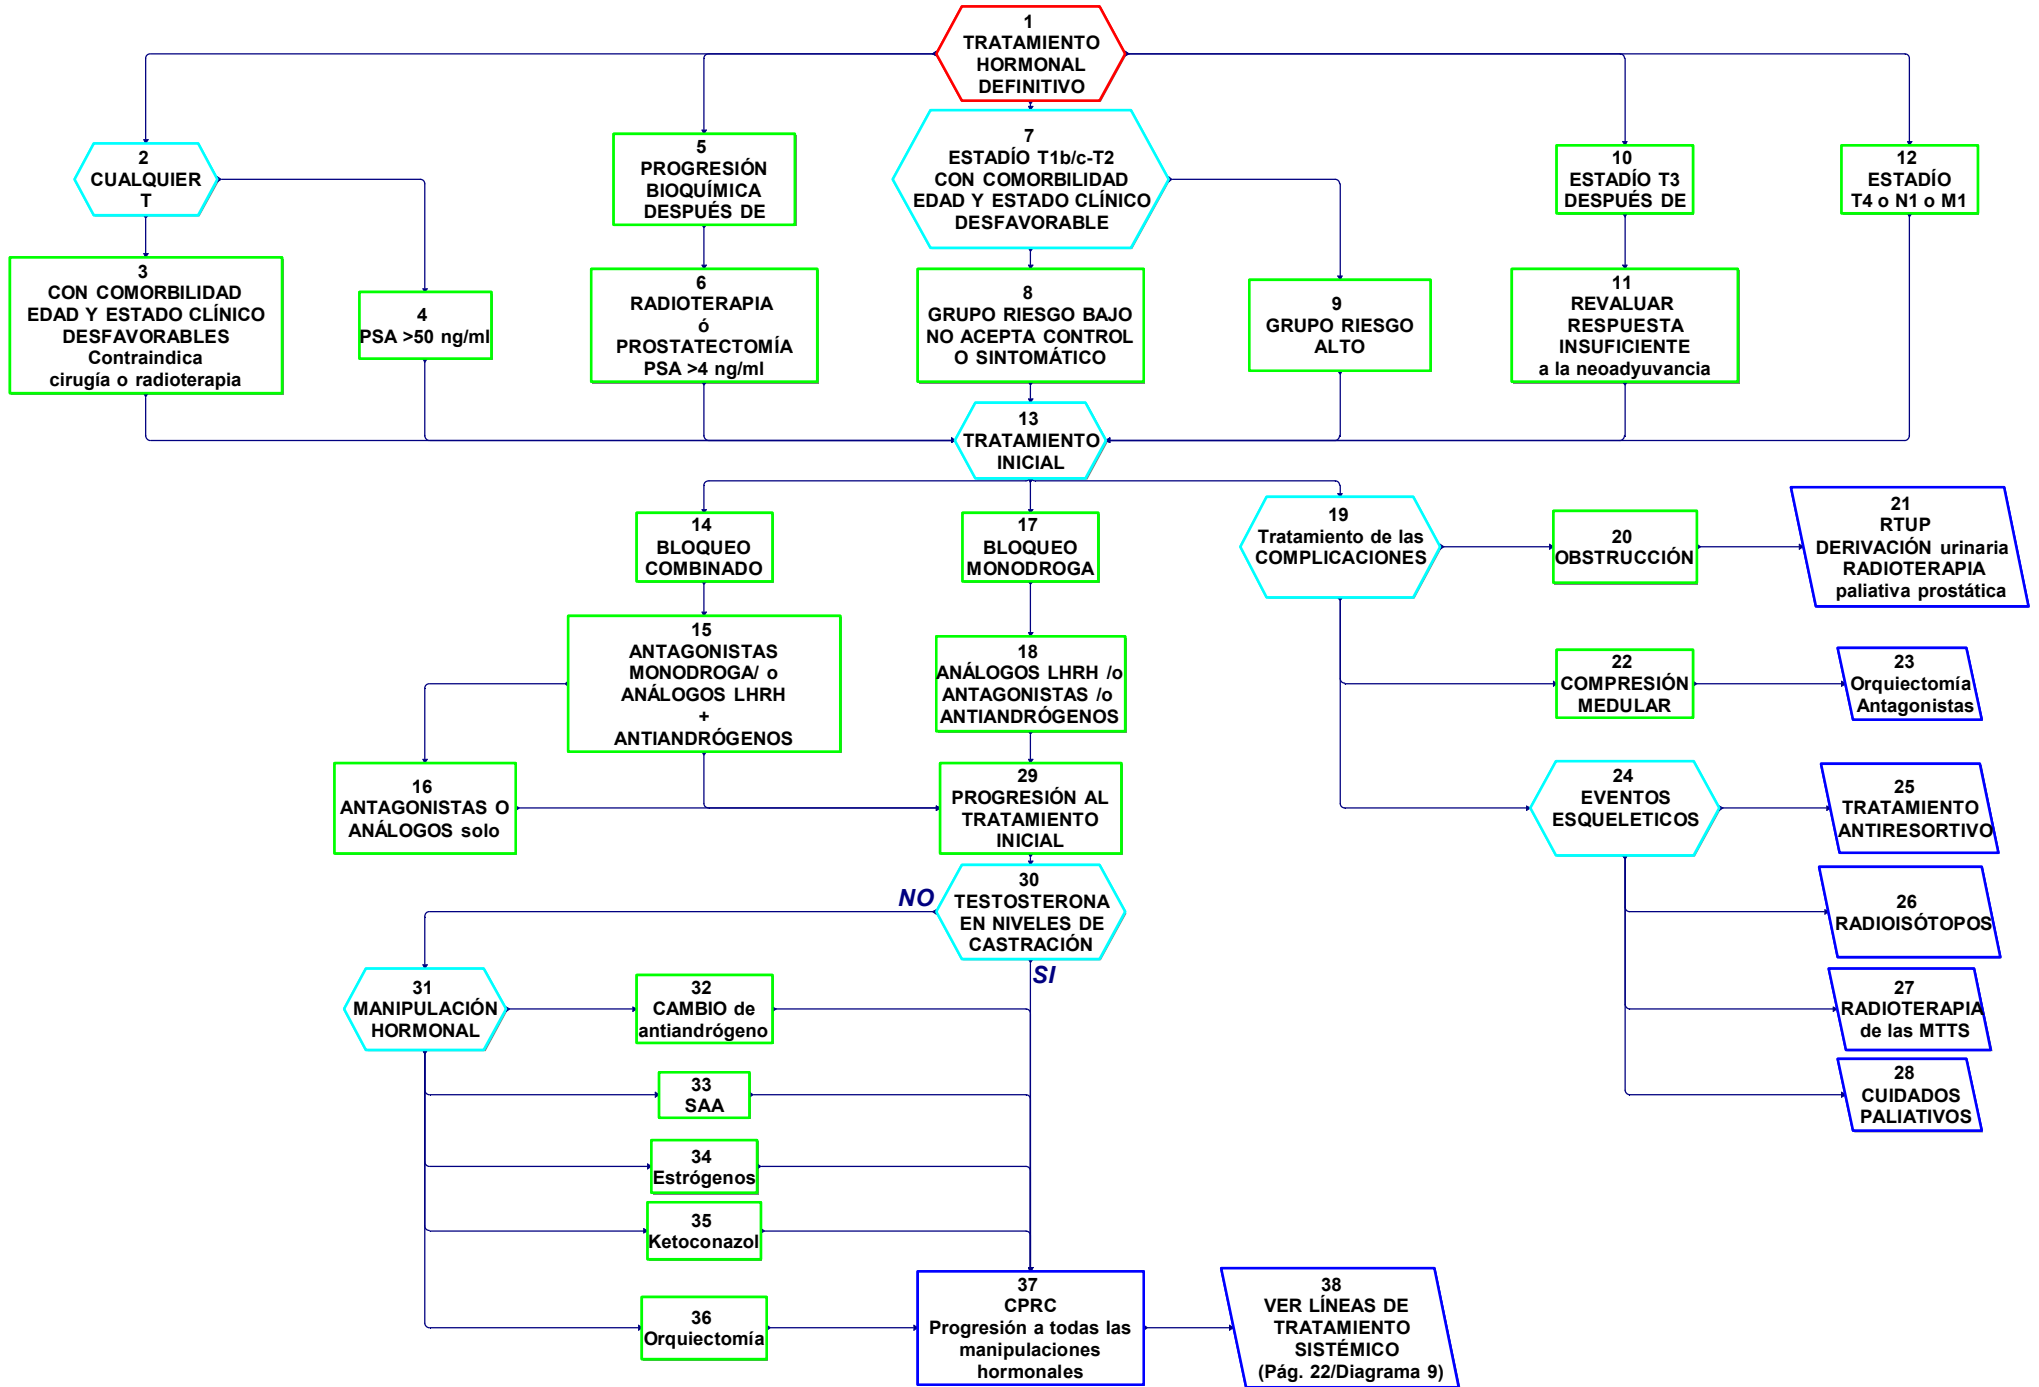 1
TRATAMIENTO
HORMONAL
DEFINITIVO
2
CUALQUIER
T
3
CON COMORBILIDAD
EDAD Y ESTADO CLÍNICO
DESFAVORABLES
Contraindica
cirugía o radioterapia
4
PSA >50 ng/ml
5
PROGRESIÓN
BIOQUÍMICA
DESPUÉS DE
6
RADIOTERAPIA
ó
PROSTATECTOMÍA
PSA >4 ng/ml
7
ESTADÍO T1b/c-T2
CON COMORBILIDAD
EDAD Y ESTADO CLÍNICO
DESFAVORABLE
8
GRUPO RIESGO BAJO
NO ACEPTA CONTROL
O SINTOMÁTICO
9
GRUPO RIESGO
ALTO
10
ESTADÍO T3
DESPUÉS DE
11
REVALUAR
RESPUESTA
INSUFICIENTE
a la neoadyuvancia
12
ESTADÍO
T4 o N1 o M1
13
TRATAMIENTO
INICIAL
14
BLOQUEO
COMBINADO
15
ANTAGONISTAS
MONODROGA/ o
ANÁLOGOS LHRH
+
ANTIANDRÓGENOS
16
ANTAGONISTAS O
ANÁLOGOS solo
17
BLOQUEO
MONODROGA
18
ANÁLOGOS LHRH /o
ANTAGONISTAS /o
ANTIANDRÓGENOS
19
Tratamiento de las
COMPLICACIONES
20
OBSTRUCCIÓN
21
RTUP
DERIVACIÓN urinaria
RADIOTERAPIA
paliativa prostática
22
COMPRESIÓN
MEDULAR
23
Orquiectomía
Antagonistas
24
EVENTOS
ESQUELETICOS
25
TRATAMIENTO
ANTIRESORTIVO
26
RADIOISÓTOPOS
27
RADIOTERAPIA
de las MTTS
28
CUIDADOS
PALIATIVOS
29
PROGRESIÓN AL
TRATAMIENTO
INICIAL
30
TESTOSTERONA
EN NIVELES DE
CASTRACIÓN
NO
SI
31
MANIPULACIÓN
HORMONAL
32
CAMBIO de
antiandrógeno
33
SAA
34
Estrógenos
35
Ketoconazol
36
Orquiectomía
37
CPRC
Progresión a todas las
manipulaciones
hormonales
38
VER LÍNEAS DE
TRATAMIENTO
SISTÉMICO
(Pág. 22/Diagrama 9)